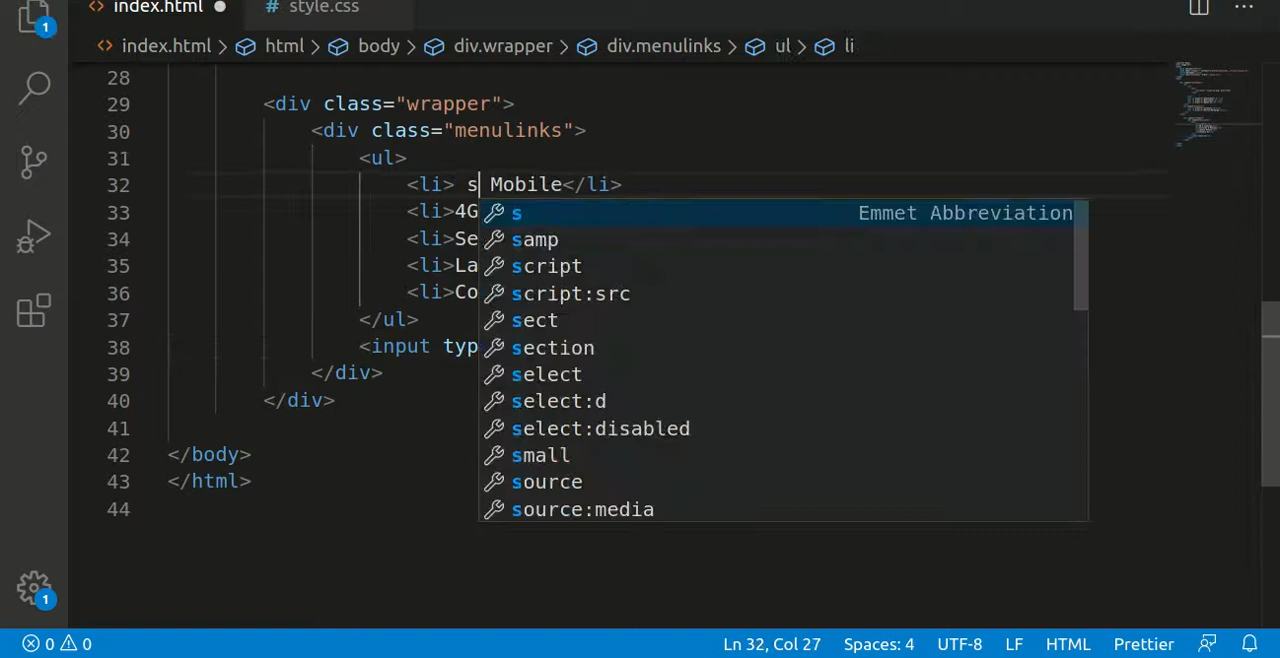 <> index.html ●
# style.css
...
1
<> index.html > html > body > div.wrapper > div.menulinks > ul > li
28
29 <div class="wrapper">
30 <div class="menulinks">
31 <ul>
32 <li> s Mobile</li>
33 <li>4G
34 <li>Se
35 <li>La
36 <li>Co
37 </ul>
38 <input typ
39 </div>
40 </div>
41
42 </body>
43 </html>
44
s Emmet Abbreviation
samp
script
script:src
sect
section
select
select:d
select:disabled
small
source
source:media
1
0 0 Ln 32, Col 27 Spaces: 4 UTF-8 LF HTML Prettier